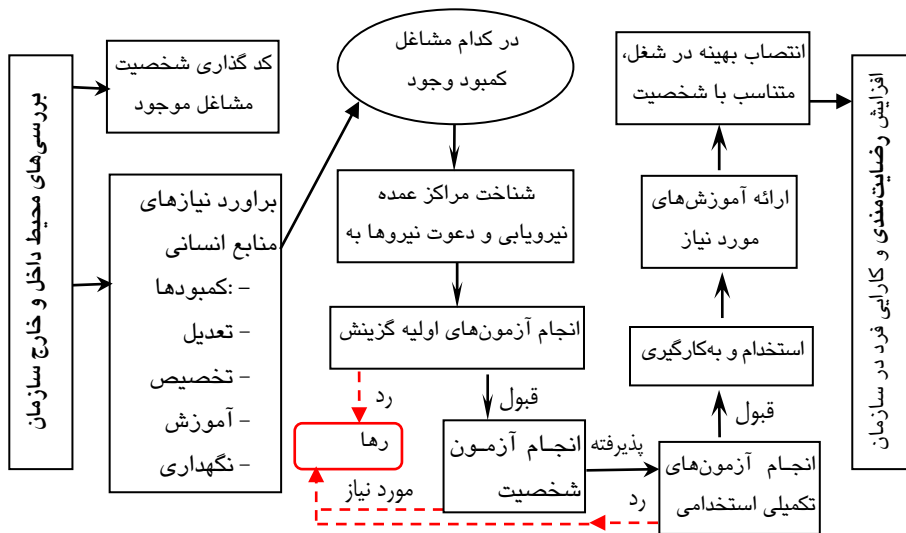 بررسی‌های محیط داخل و خارج سازمان
کد گذاری شخصیت
مشاغل موجود
براورد نیازهای
منابع انسانی
:کمبودها -
تعدیل -
تخصیص -
آموزش -
نگهداری -
در کدام مشاغل
کمبود وجود
شناخت مراکز عمده
نیرویابی و دعوت نیروها به
انجام آزمون‌های اولیه گزینش
رد
قبول
رها
انجام آزمون
شخصیت
مورد نیاز
پذیرفته
رد
انجام آزمون‌های
تکمیلی استخدامی
قبول
استخدام و به‌کارگیری
ارائه آموزش‌های
مورد نیاز
انتصاب بهینه در شغل،
متناسب با شخصیت
افزایش رضایت‌مندی و کارایی فرد در سازمان